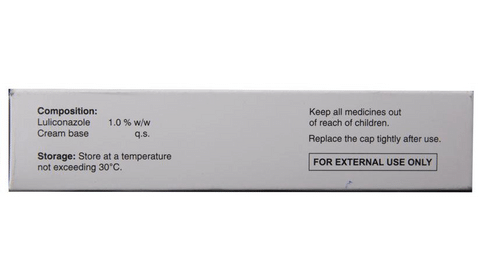 Composition:
Luliconazole 1.0 % w/w
Cream base q.s.
Storage: Store at a temperature
not exceeding 30°C.
Keep all medicines out
of reach of children.
Replace the cap tightly after use.
FOR EXTERNAL USE ONLY